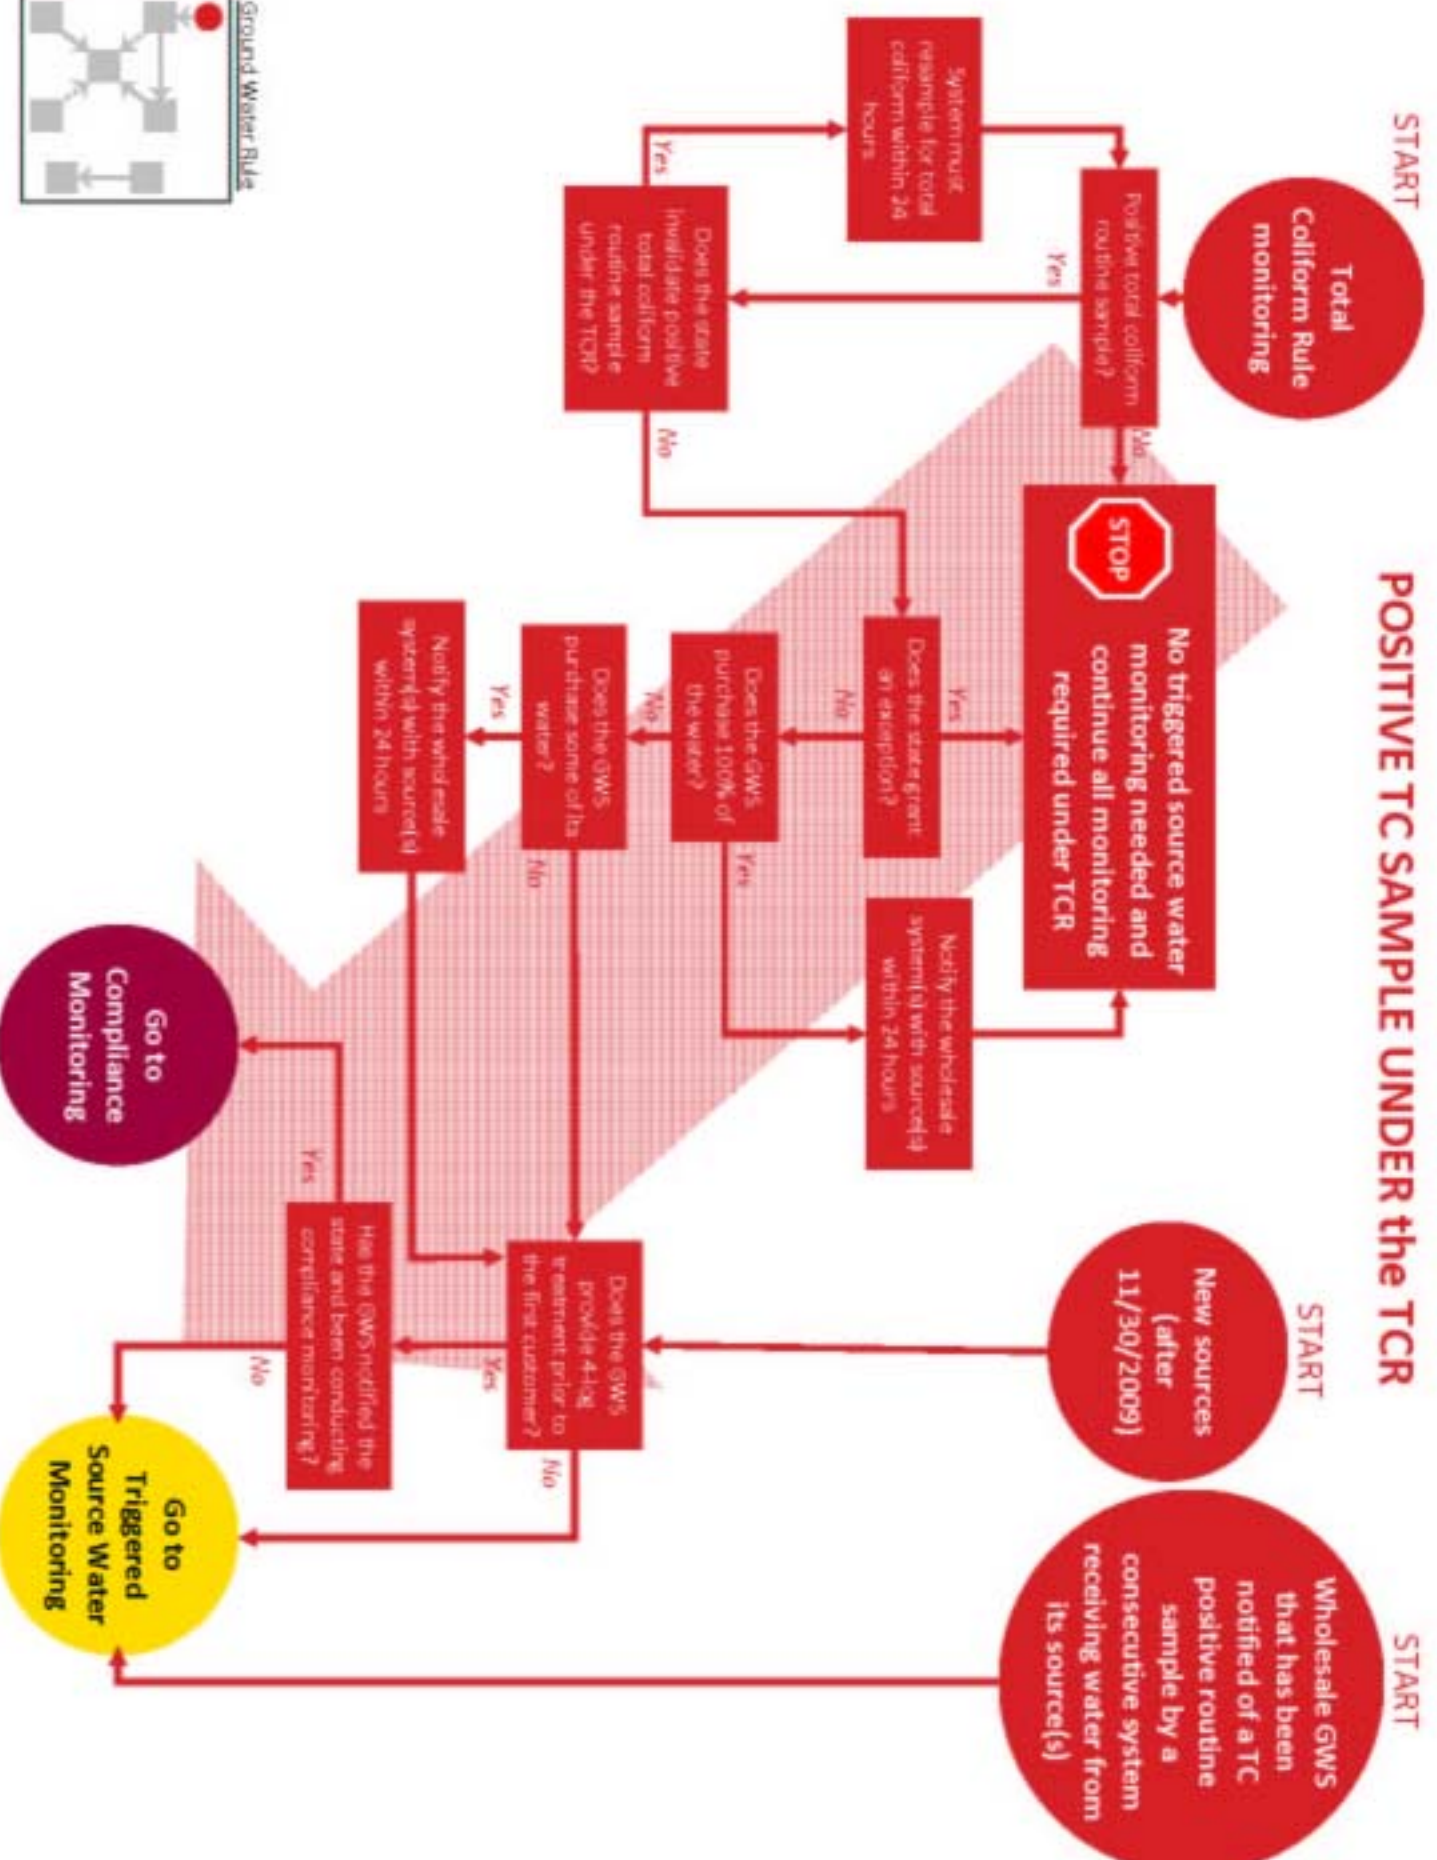 POSITIVE TC SAMPLE UNDER the TCR
START
Total
Coliform Rule
monitoring
Positive total coliform
routine sample?
No
Yes
System must
resample for total
coliform within 24
hours
Yes
Does the state
invalidate positive
total coliform
routine sample
under the TCR?
No
STOP
No triggered source water
monitoring needed and
continue all monitoring
required under TCR
Yes
Does the state grant
an exception?
No
Does the GWS
purchase 100% of
the water?
Yes
Notify the wholesale
system(s) with source(s)
within 24 hours
No
Does the GWS
purchase some of its
water?
No
Yes
Notify the wholesale
system(s) with source(s)
within 24 hours
START
New sources
(after
11/30/2009)
Does the GWS
provide 4-log
treatment prior to
the first customer?
No
Yes
Has the GWS notified the
state and been conducting
compliance monitoring?
Yes
No
Go to
Compliance
Monitoring
Go to
Triggered
Source Water
Monitoring
START
Wholesale GWS
that has been
notified of a TC
positive routine
sample by a
consecutive system
receiving water from
its source(s)
Ground Water Rule